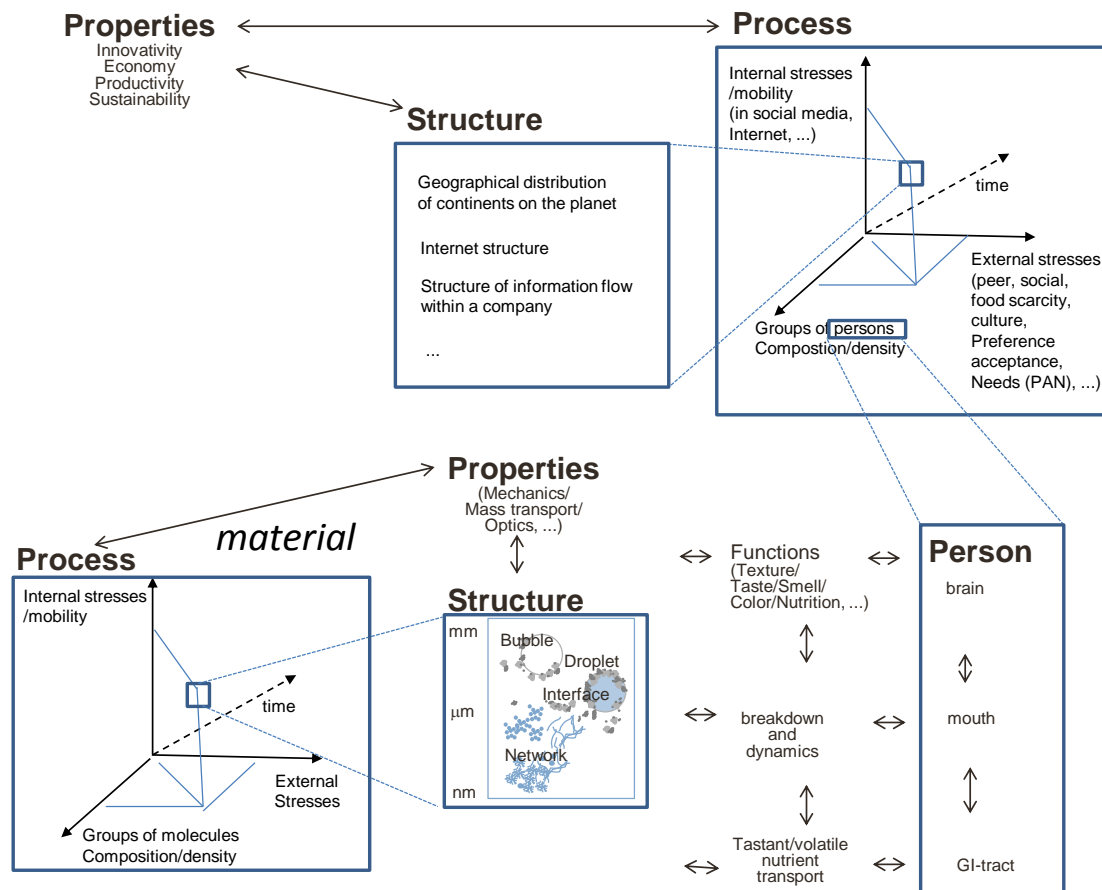 Properties
Innovativity
Economy
Productivity
Sustainability
Process
Internal stresses
/mobility
(in social media,
Internet, ...)
time
External stresses
(peer, social,
food scarcity,
culture,
Preference
acceptance,
Needs (PAN), ...)
Groups of persons
Compostion/density
Structure
Geographical distribution
of continents on the planet
Internet structure
Structure of information flow
within a company
...
Properties
(Mechanics/
Mass transport/
Optics, ...)
material
Process
Internal stresses
/mobility
time
External
Stresses
Groups of molecules
Composition/density
Structure
mm
Bubble
Droplet
Interface
μm
Network
nm
Functions
(Texture/
Taste/Smell/
Color/Nutrition, ...)
breakdown
and
dynamics
Tastant/volatile
nutrient
transport
Person
brain
mouth
GI-tract